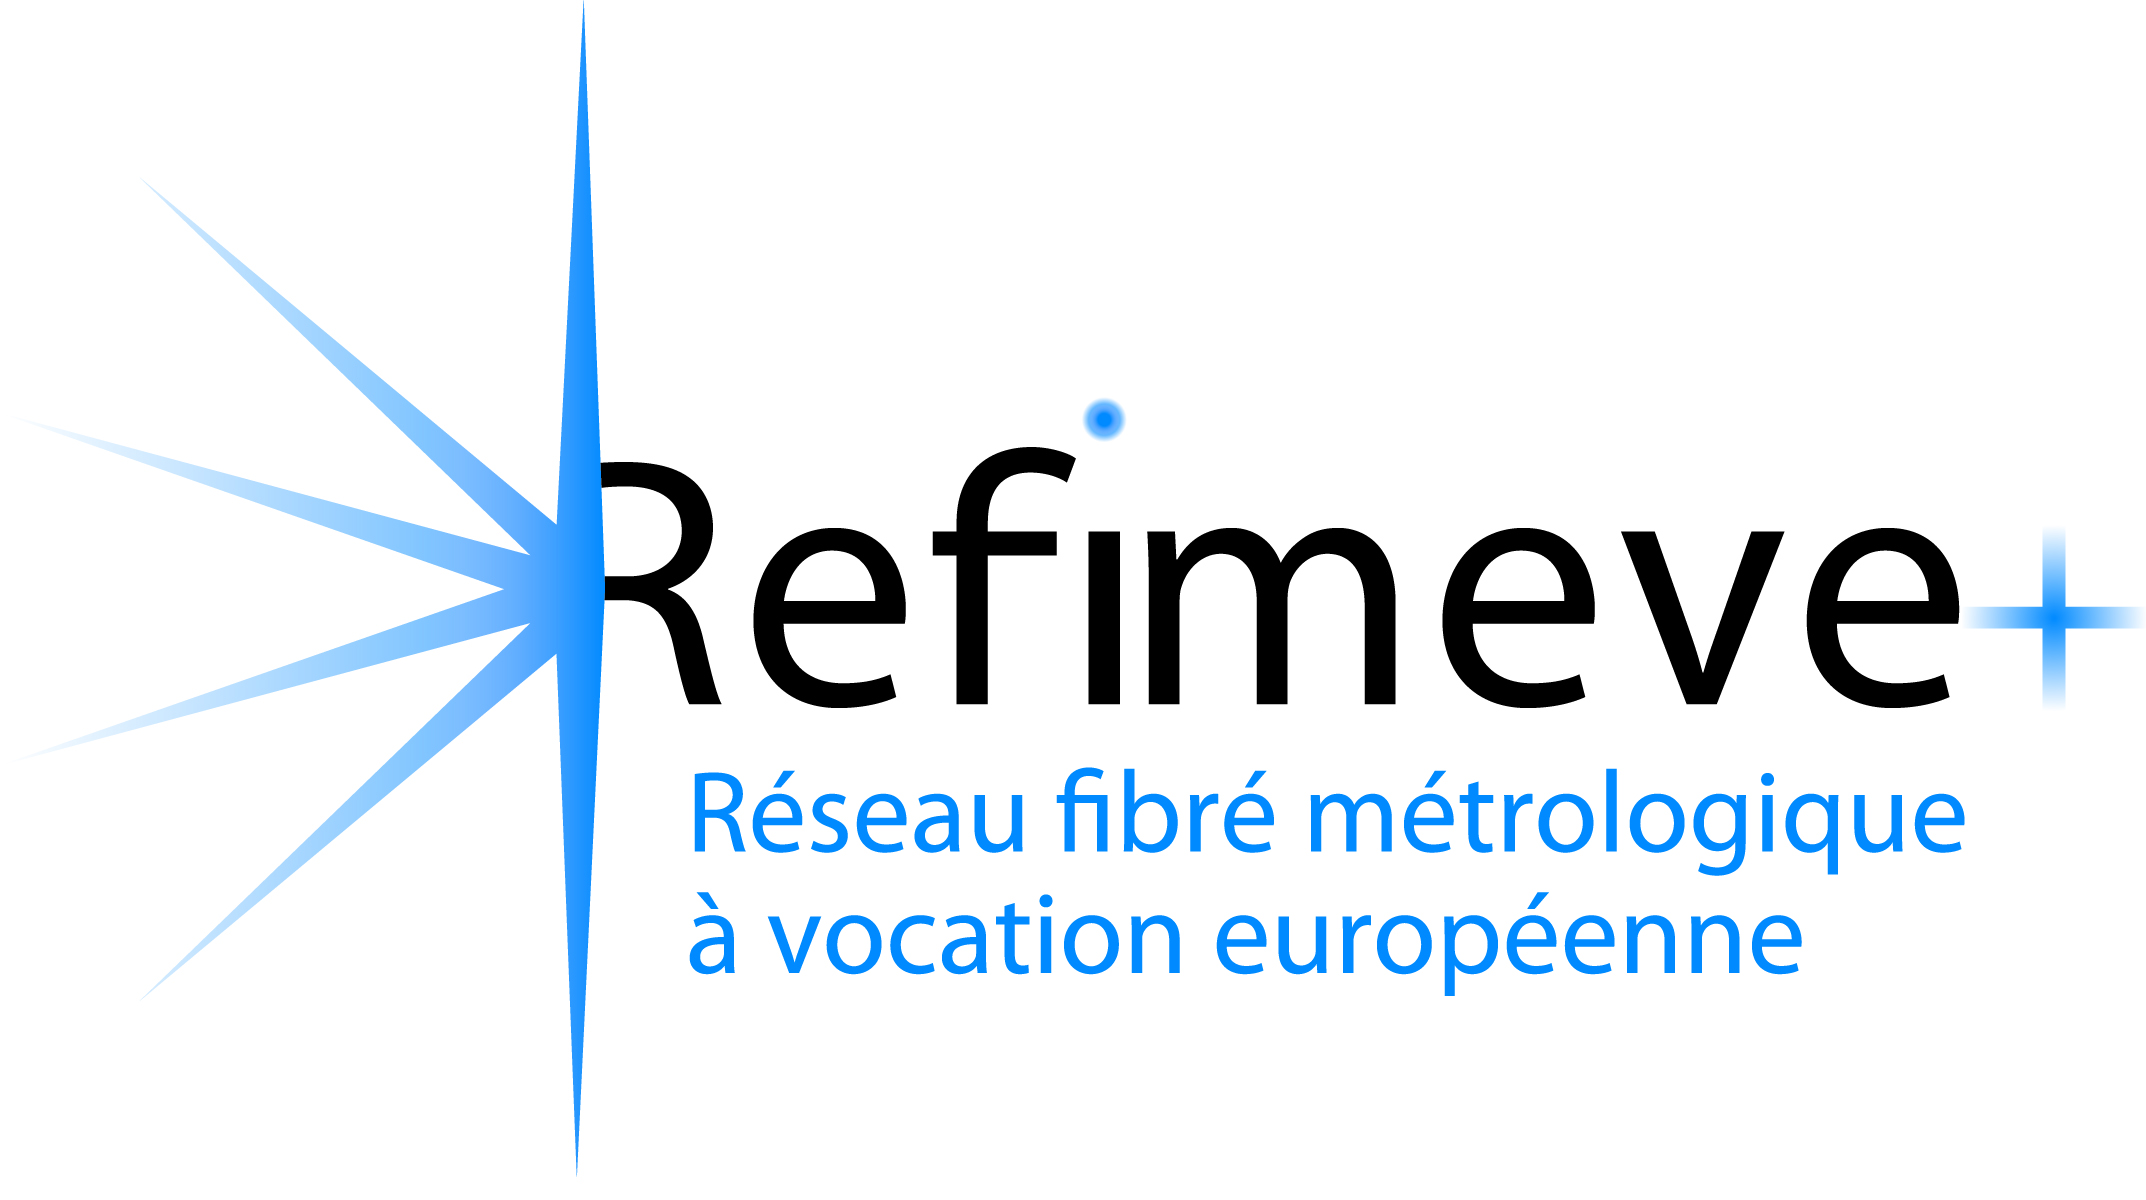 Refimeve+
Réseau fibré métrologique
à vocation européenne